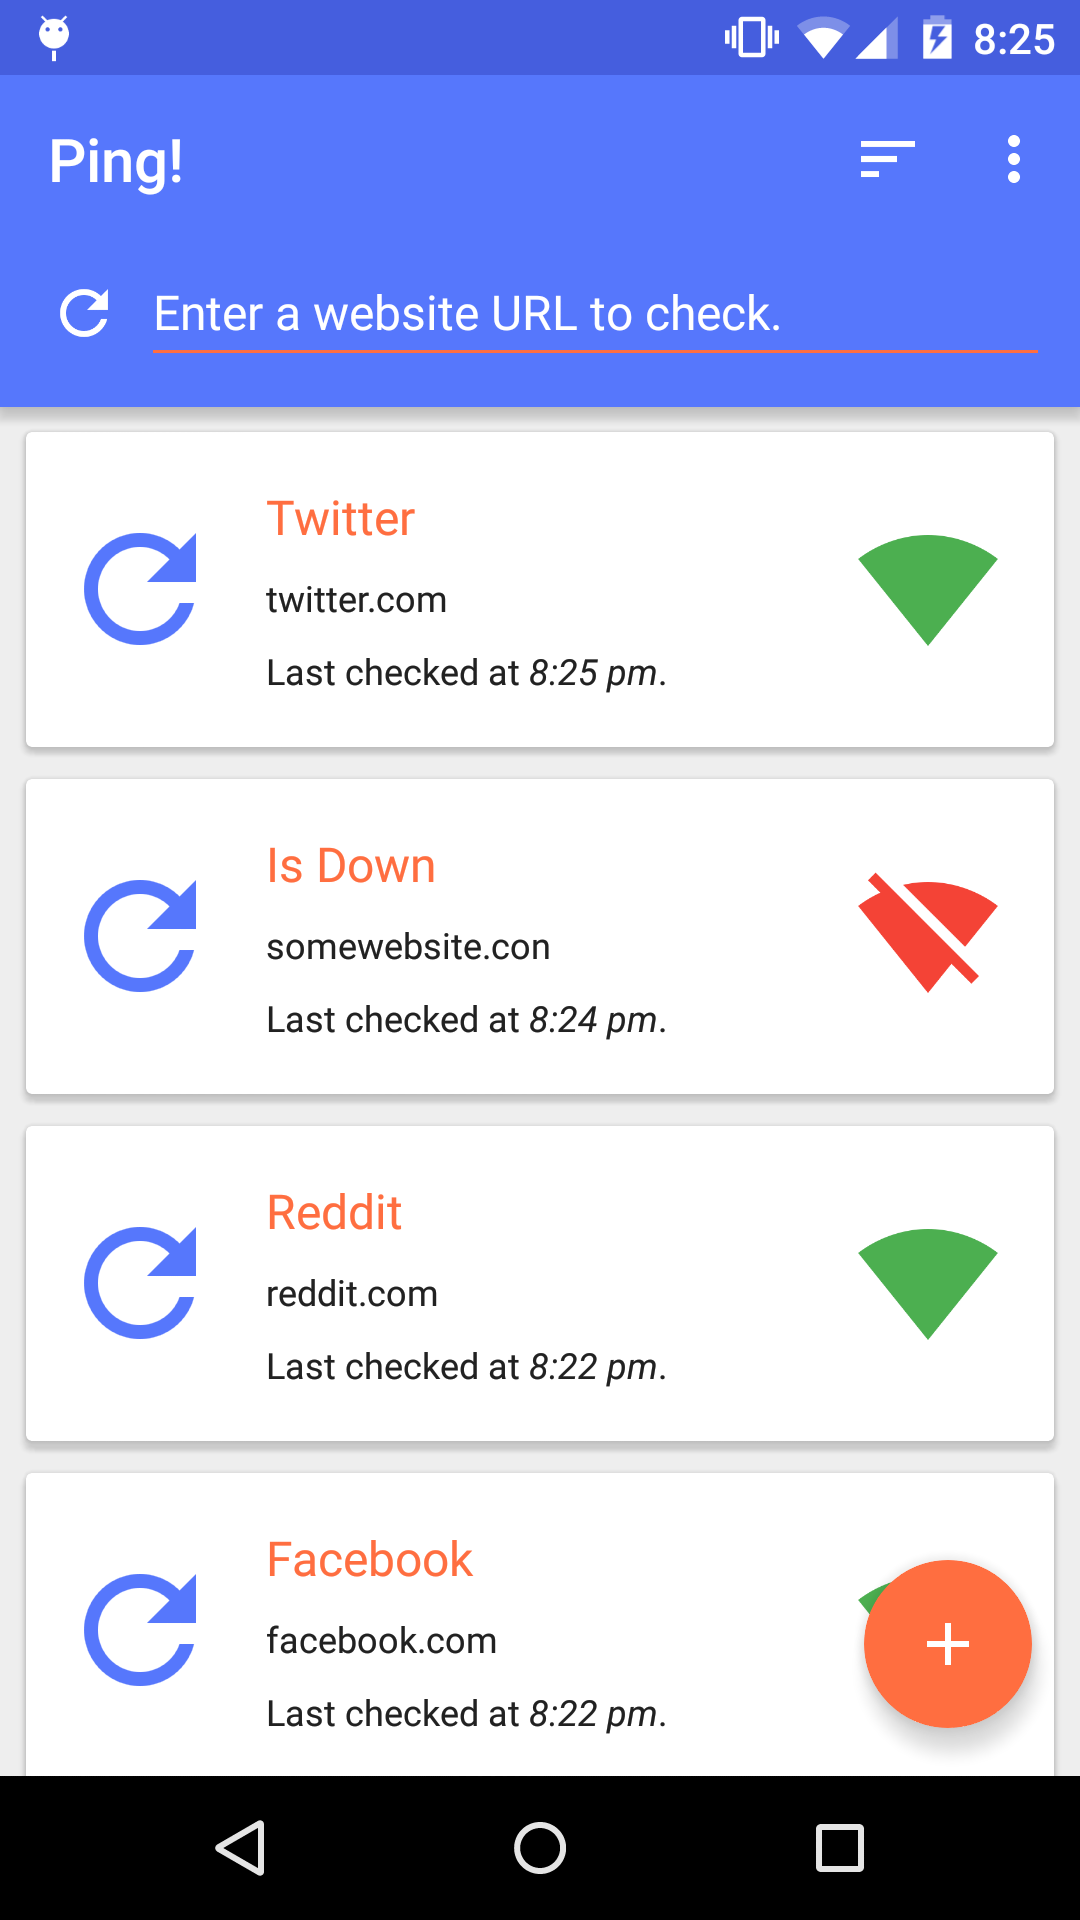 8:25
Ping!
Enter a website URL to check.
Twitter
twitter.com
Last checked at 8:25 pm.
Is Down
somewebsite.con
Last checked at 8:24 pm.
Reddit
reddit.com
Last checked at 8:22 pm.
Facebook
facebook.com
Last checked at 8:22 pm.